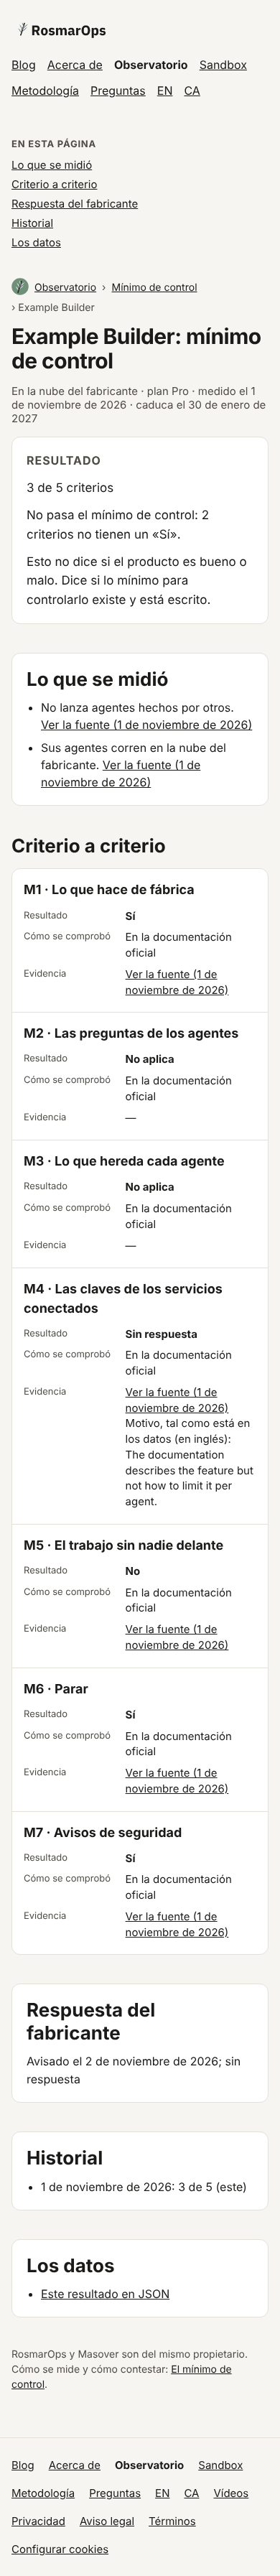 RosmarOps
Blog Acerca de Observatorio Sandbox
Metodología Preguntas EN CA
EN ESTA PÁGINA
Lo que se midió
Criterio a criterio
Respuesta del fabricante
Historial
Los datos
Observatorio › Mínimo de control
› Example Builder
Example Builder: mínimo
de control
En la nube del fabricante · plan Pro · medido el 1
de noviembre de 2026 · caduca el 30 de enero de
2027
RESULTADO
3 de 5 criterios
No pasa el mínimo de control: 2
criterios no tienen un «Sí».
Esto no dice si el producto es bueno o
malo. Dice si lo mínimo para
controlarlo existe y está escrito.
Lo que se midió
• No lanza agentes hechos por otros.
Ver la fuente (1 de noviembre de 2026)
• Sus agentes corren en la nube del
fabricante. Ver la fuente (1 de
noviembre de 2026)
Criterio a criterio
M1 · Lo que hace de fábrica
Resultado Sí
Cómo se comprobó En la documentación
oficial
Evidencia Ver la fuente (1 de
noviembre de 2026)
M2 · Las preguntas de los agentes
Resultado No aplica
Cómo se comprobó En la documentación
oficial
Evidencia —
M3 · Lo que hereda cada agente
Resultado No aplica
Cómo se comprobó En la documentación
oficial
Evidencia —
M4 · Las claves de los servicios
conectados
Resultado Sin respuesta
Cómo se comprobó En la documentación
oficial
Evidencia Ver la fuente (1 de
noviembre de 2026)
Motivo, tal como está en
los datos (en inglés):
The documentation
describes the feature but
not how to limit it per
agent.
M5 · El trabajo sin nadie delante
Resultado No
Cómo se comprobó En la documentación
oficial
Evidencia Ver la fuente (1 de
noviembre de 2026)
M6 · Parar
Resultado Sí
Cómo se comprobó En la documentación
oficial
Evidencia Ver la fuente (1 de
noviembre de 2026)
M7 · Avisos de seguridad
Resultado Sí
Cómo se comprobó En la documentación
oficial
Evidencia Ver la fuente (1 de
noviembre de 2026)
Respuesta del
fabricante
Avisado el 2 de noviembre de 2026; sin
respuesta
Historial
• 1 de noviembre de 2026: 3 de 5 (este)
Los datos
• Este resultado en JSON
RosmarOps y Masover son del mismo propietario.
Cómo se mide y cómo contestar: El mínimo de
control.
Blog Acerca de Observatorio Sandbox
Metodología Preguntas EN CA Vídeos
Privacidad Aviso legal Términos
Configurar cookies